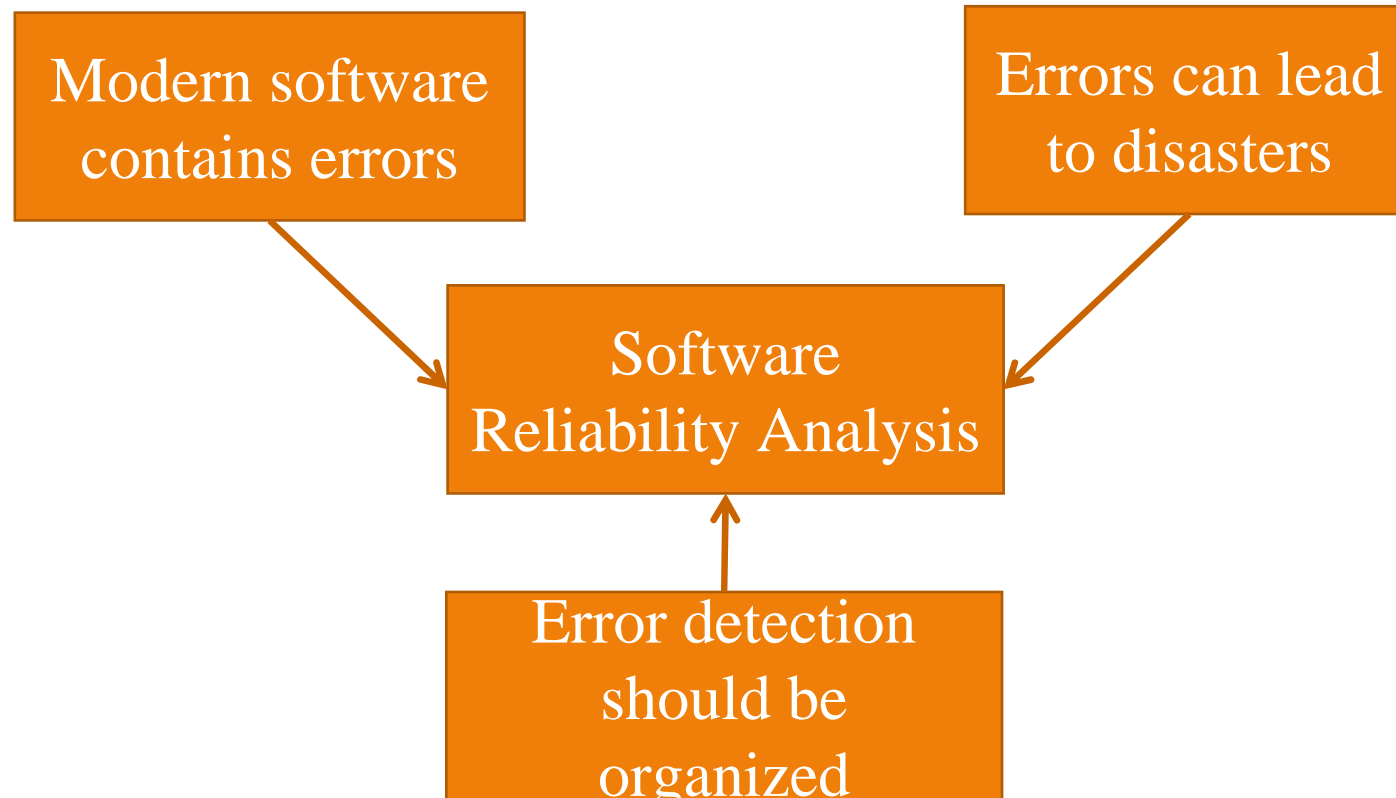 Modern software
contains errors
Errors can lead
to disasters
Software
Reliability Analysis
Error detection
should be
organized